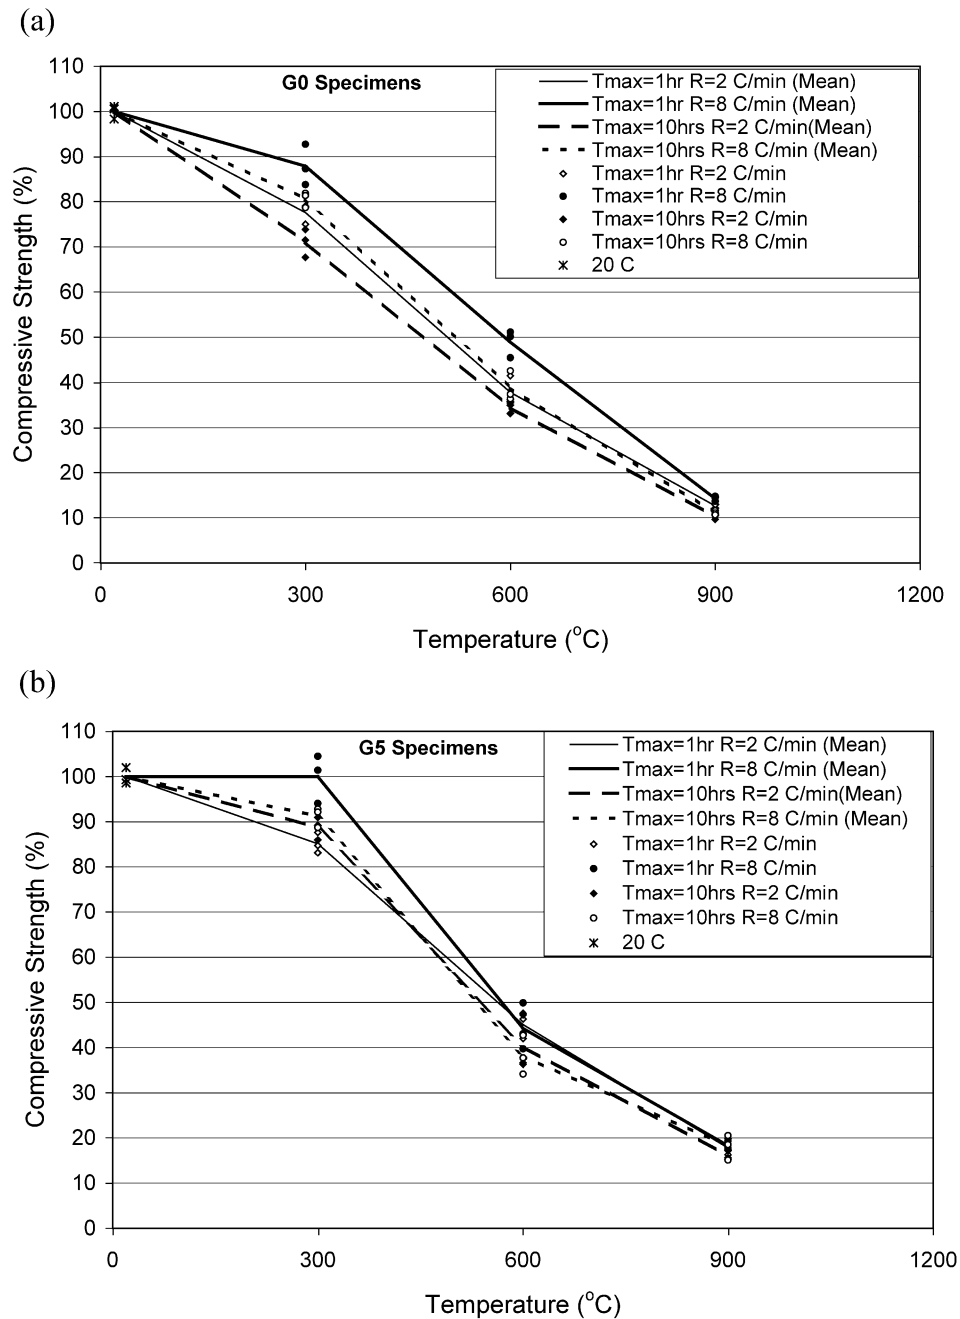 (a)
G0 Specimens
Tmax=1hr R=2 C/min (Mean)
Tmax=1hr R=8 C/min (Mean)
Tmax=10hrs R=2 C/min(Mean)
Tmax=10hrs R=8 C/min (Mean)
Tmax=1hr R=2 C/min
Tmax=1hr R=8 C/min
Tmax=10hrs R=2 C/min
Tmax=10hrs R=8 C/min
20 C
Compressive Strength (%)
110
100
90
80
70
60
50
40
30
20
10
0
0 300 600 900 1200
Temperature (°C)
(b)
G5 Specimens
Tmax=1hr R=2 C/min (Mean)
Tmax=1hr R=8 C/min (Mean)
Tmax=10hrs R=2 C/min(Mean)
Tmax=10hrs R=8 C/min (Mean)
Tmax=1hr R=2 C/min
Tmax=1hr R=8 C/min
Tmax=10hrs R=2 C/min
Tmax=10hrs R=8 C/min
20 C
Compressive Strength (%)
110
100
90
80
70
60
50
40
30
20
10
0
0 300 600 900 1200
Temperature (°C)